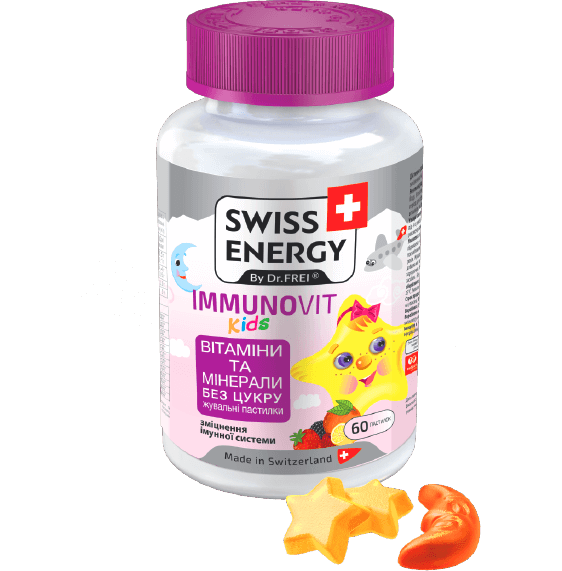 SWISS
ENERGY
By Dr.FREI ®
IMMUNOVIT
Kids
ВІТАМІНИ
ТА
МІНЕРАЛИ
БЕЗ ЦУКРУ
жувальні пастилки
зміцнення
імунної системи
60 пастилок
Made in Switzerland